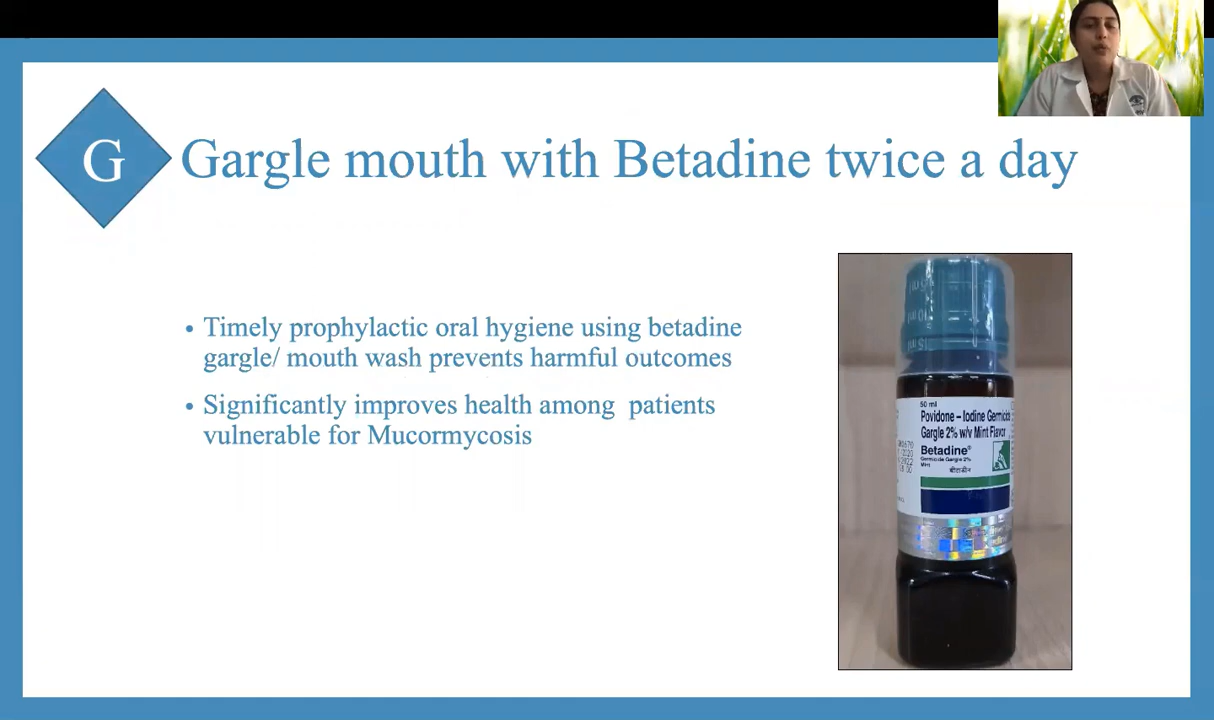 G
Gargle mouth with Betadine twice a day
• Timely prophylactic oral hygiene using betadine
gargle/ mouth wash prevents harmful outcomes
• Significantly improves health among patients
vulnerable for Mucormycosis
50 ml
Povidone – Iodine Germicide
Gargle 2% w/v Mint Flavor
Betadine®
Germicide Gargle 2%
Mint
बीटाडीन